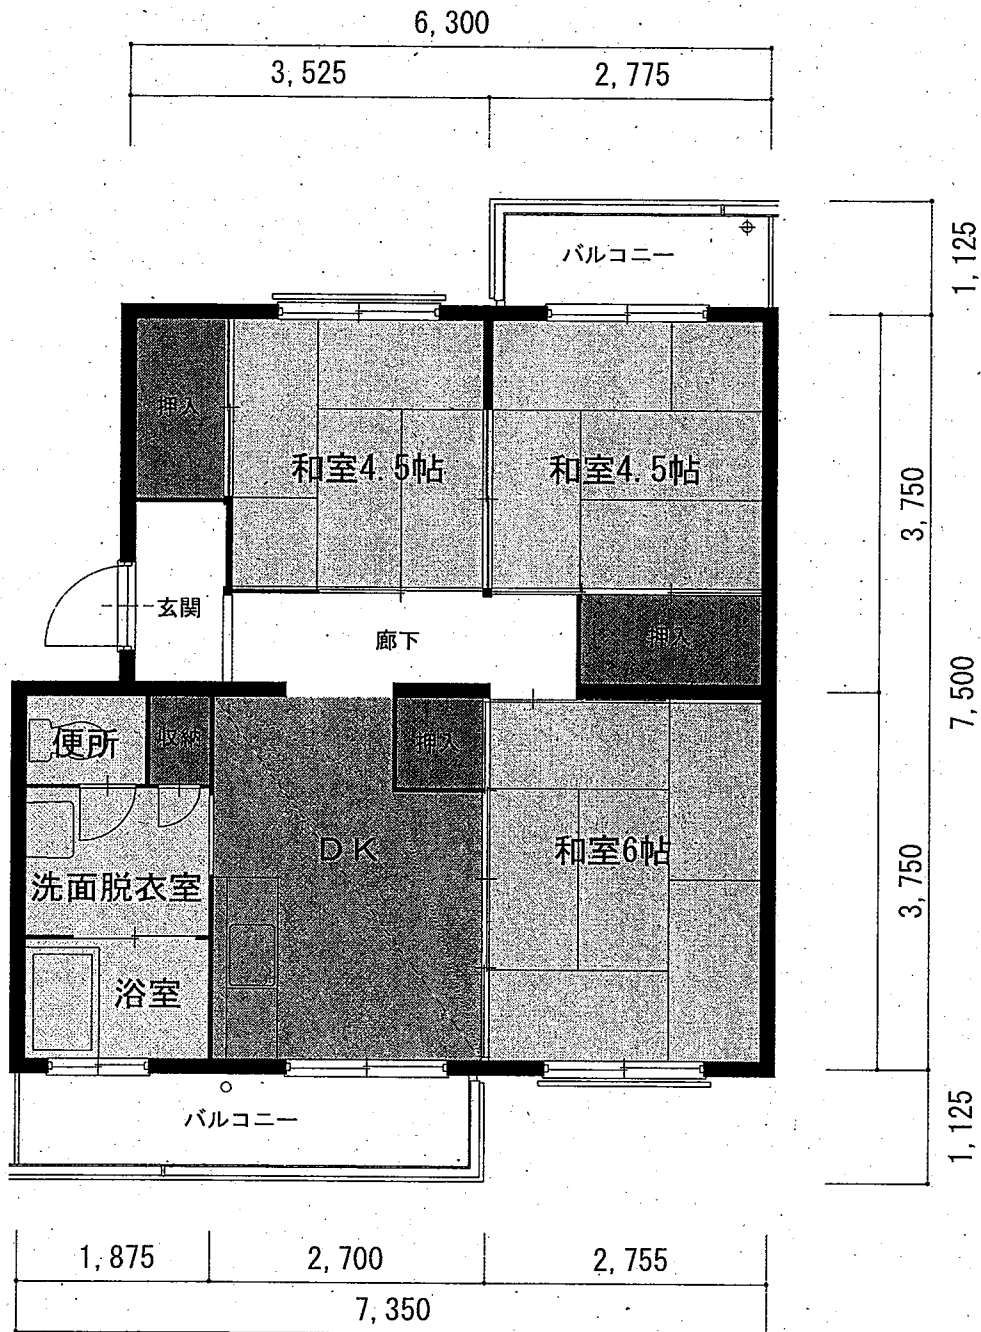 6,300
3,525
2,775
バルコニー
1,125
押入
和室4.5帖
和室4.5帖
3,750
玄関
廊下
押入
7,500
便所
収納
押入
DK
和室6帖
3,750
洗面脱衣室
浴室
バルコニー
1,125
1,875
2,700
2,755
7,350